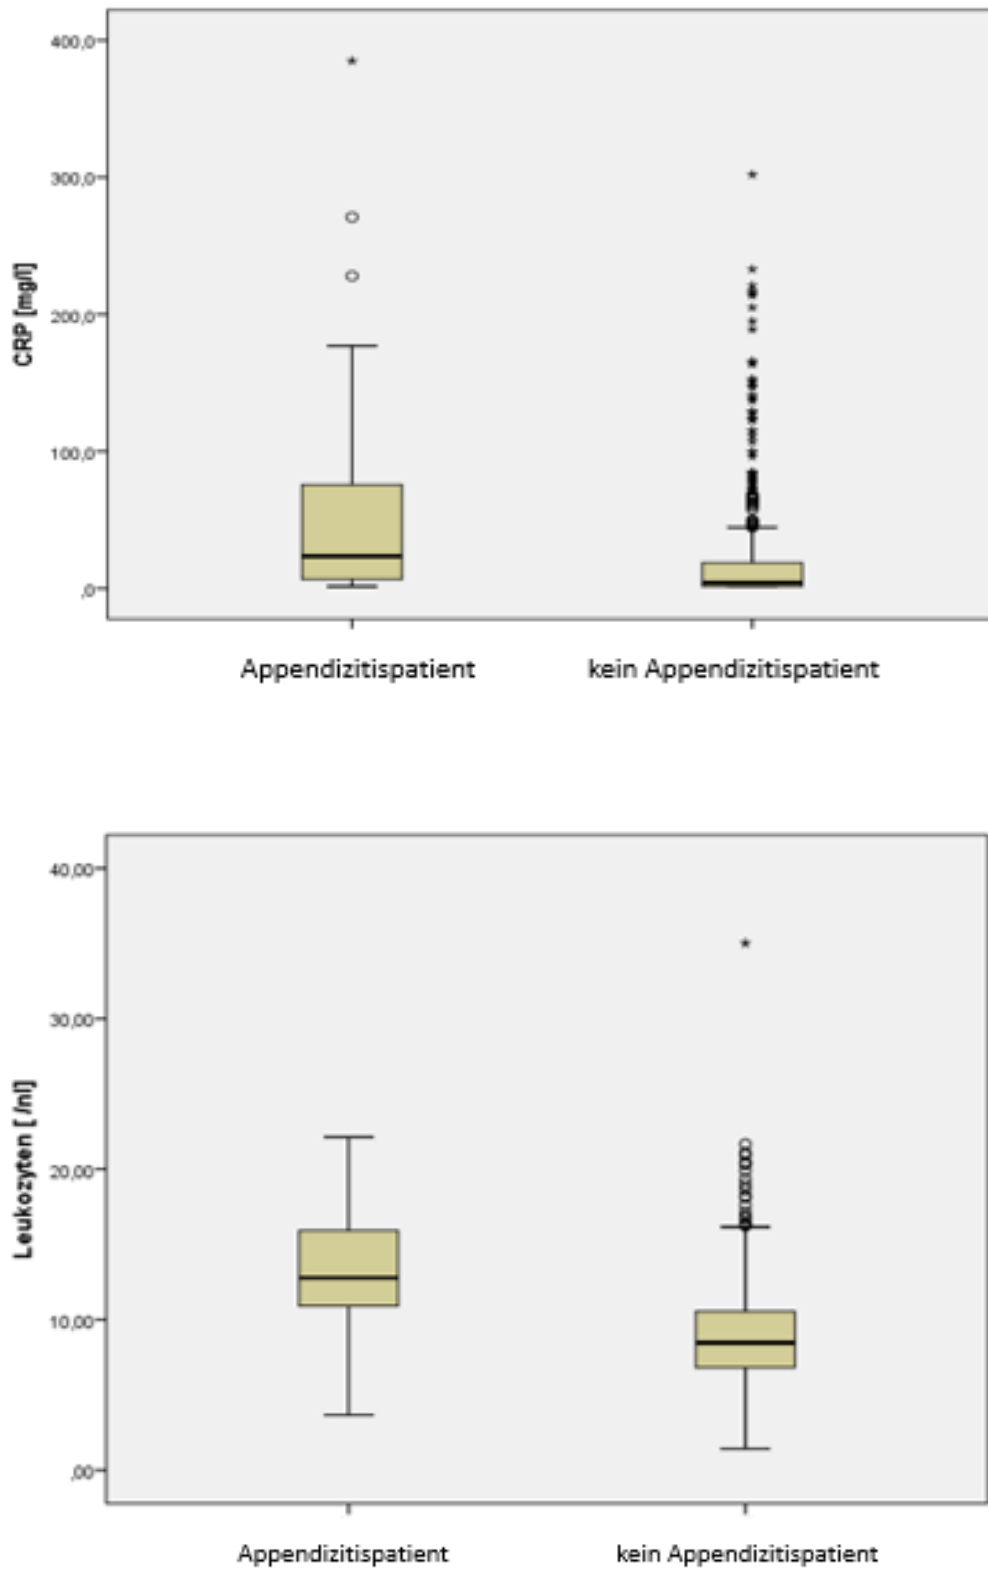 400,0
300,0
200,0
100,0
,0
CRP [mg/l]
Appendizitispatient kein Appendizitispatient
40,00
30,00
20,00
10,00
,00
Leukozyten [ /nl]
Appendizitispatient kein Appendizitispatient